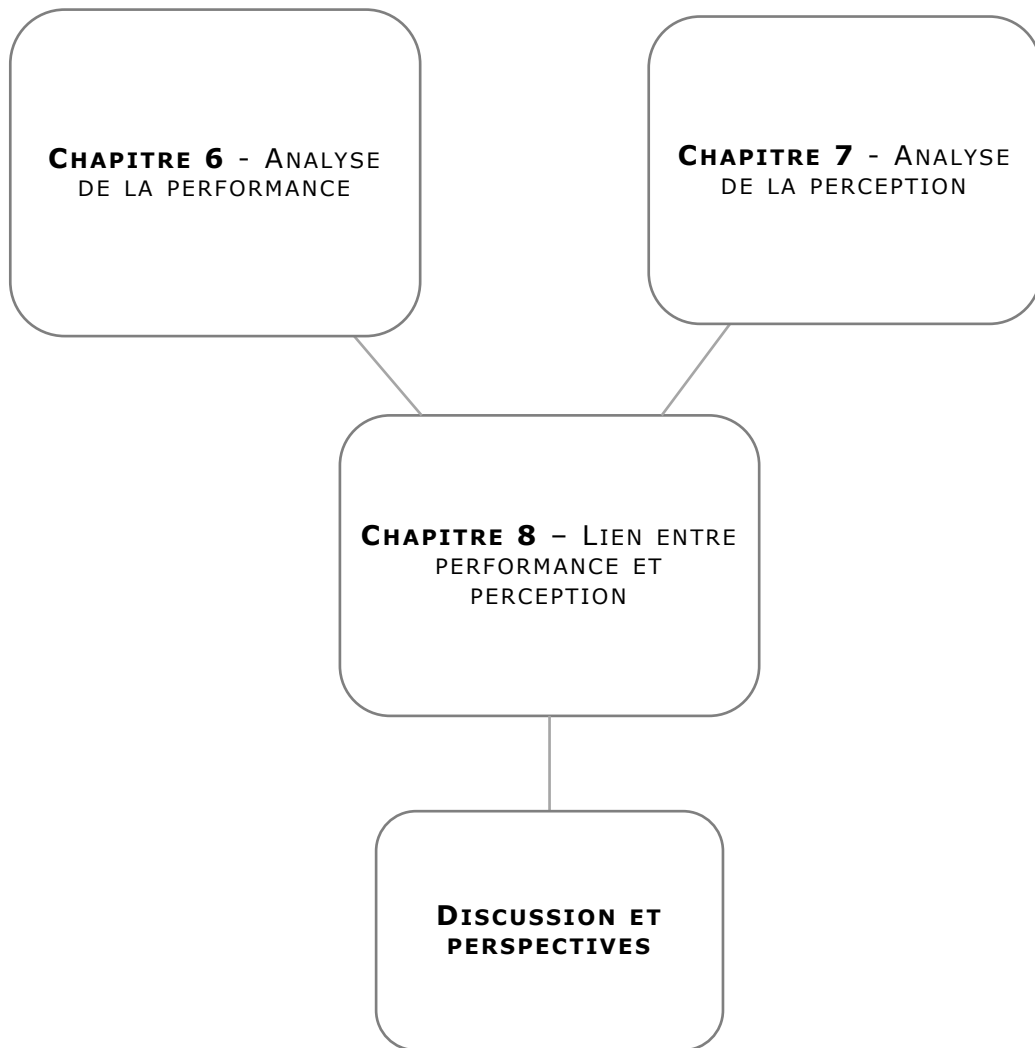 CHAPITRE 6 - ANALYSE
DE LA PERFORMANCE
CHAPITRE 7 - ANALYSE
DE LA PERCEPTION
CHAPITRE 8 – LIEN ENTRE
PERFORMANCE ET
PERCEPTION
DISCUSSION ET
PERSPECTIVES